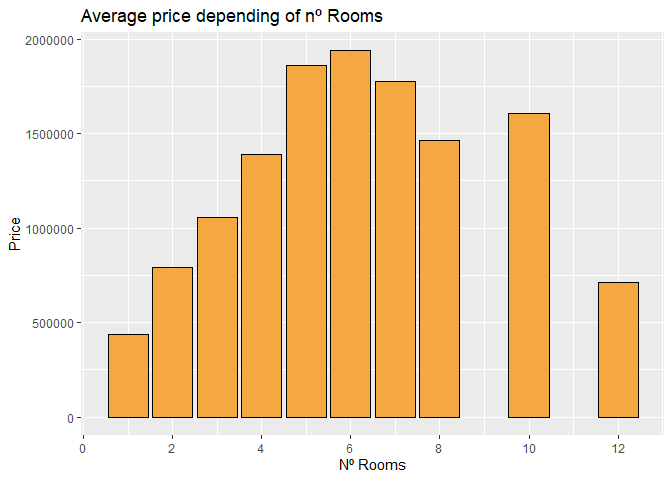 Average price depending of nº Rooms
2000000
1500000
1000000
500000
0
Price
0 2 4 6 8 10 12
Nº Rooms